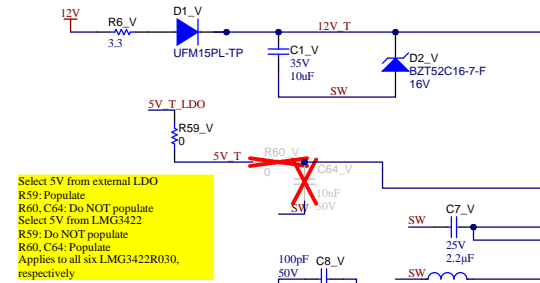 12V
R6_V
3.3
D1_V
UFM15PL-TP
12V_T
C1_V
35V
10uF
SW
D2_V
BZT52C16-7-F
16V
5V_T_LDO
R59_V
0
5V_T
R60_V
0
C64_V
10nF
50V
SW
Select 5V from external LDO
R59: Populate
R60, C64: Do NOT populate
Select 5V from LMG3422
R59: Do NOT populate
R60, C64: Populate
Applies to all six LMG3422R030,
respectively
SW
C7_V
25V
2.2µF
100pF
50V
C8_V
SW